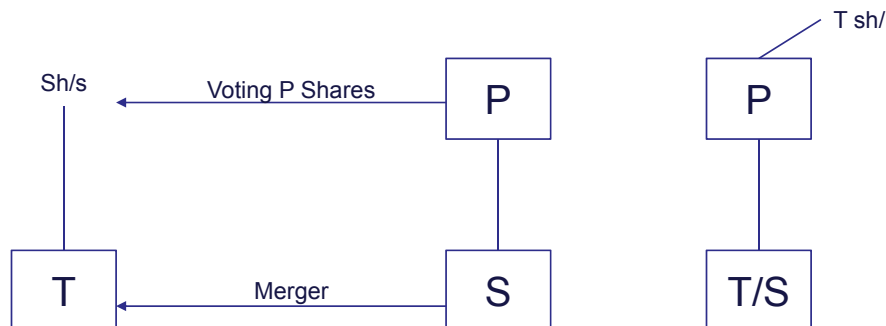 T sh/
Sh/s
Voting P Shares
P
P
T
Merger
S
T/S